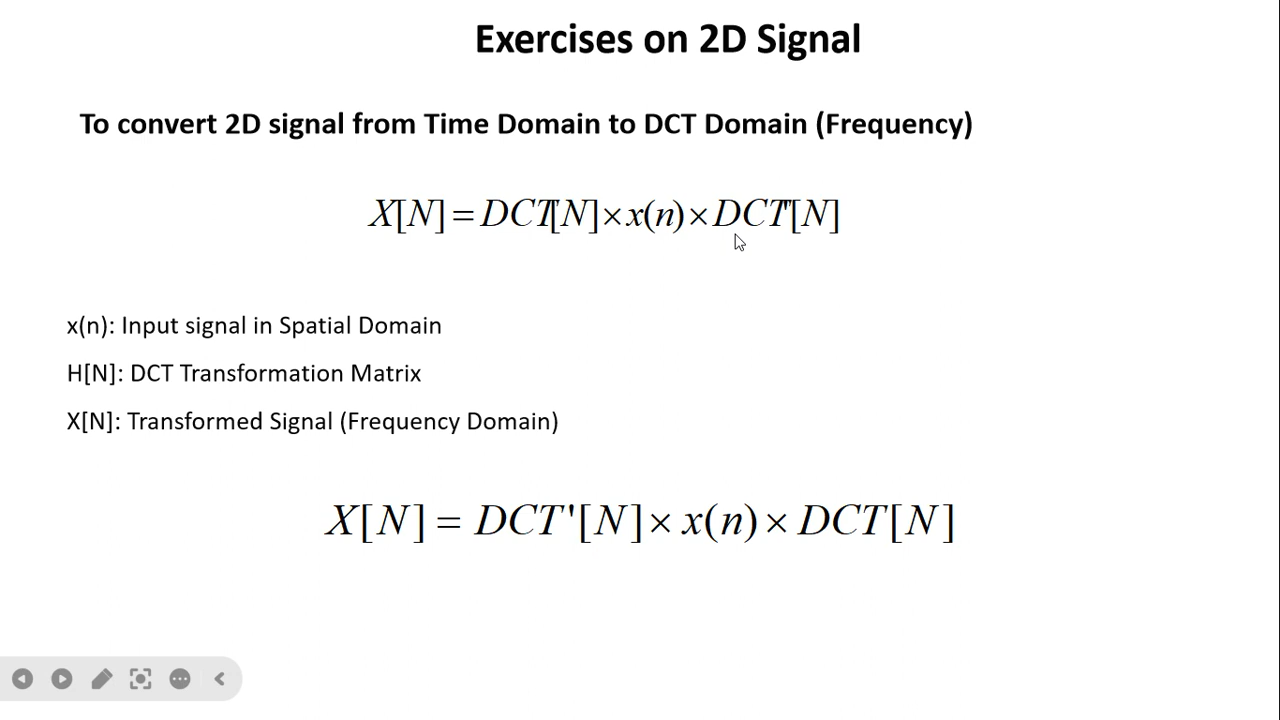 Exercises on 2D Signal
To convert 2D signal from Time Domain to DCT Domain (Frequency)
X[N] = DCT[N] × x(n) × DCT'[N]
x(n): Input signal in Spatial Domain
H[N]: DCT Transformation Matrix
X[N]: Transformed Signal (Frequency Domain)
X[N] = DCT'[N] × x(n) × DCT[N]